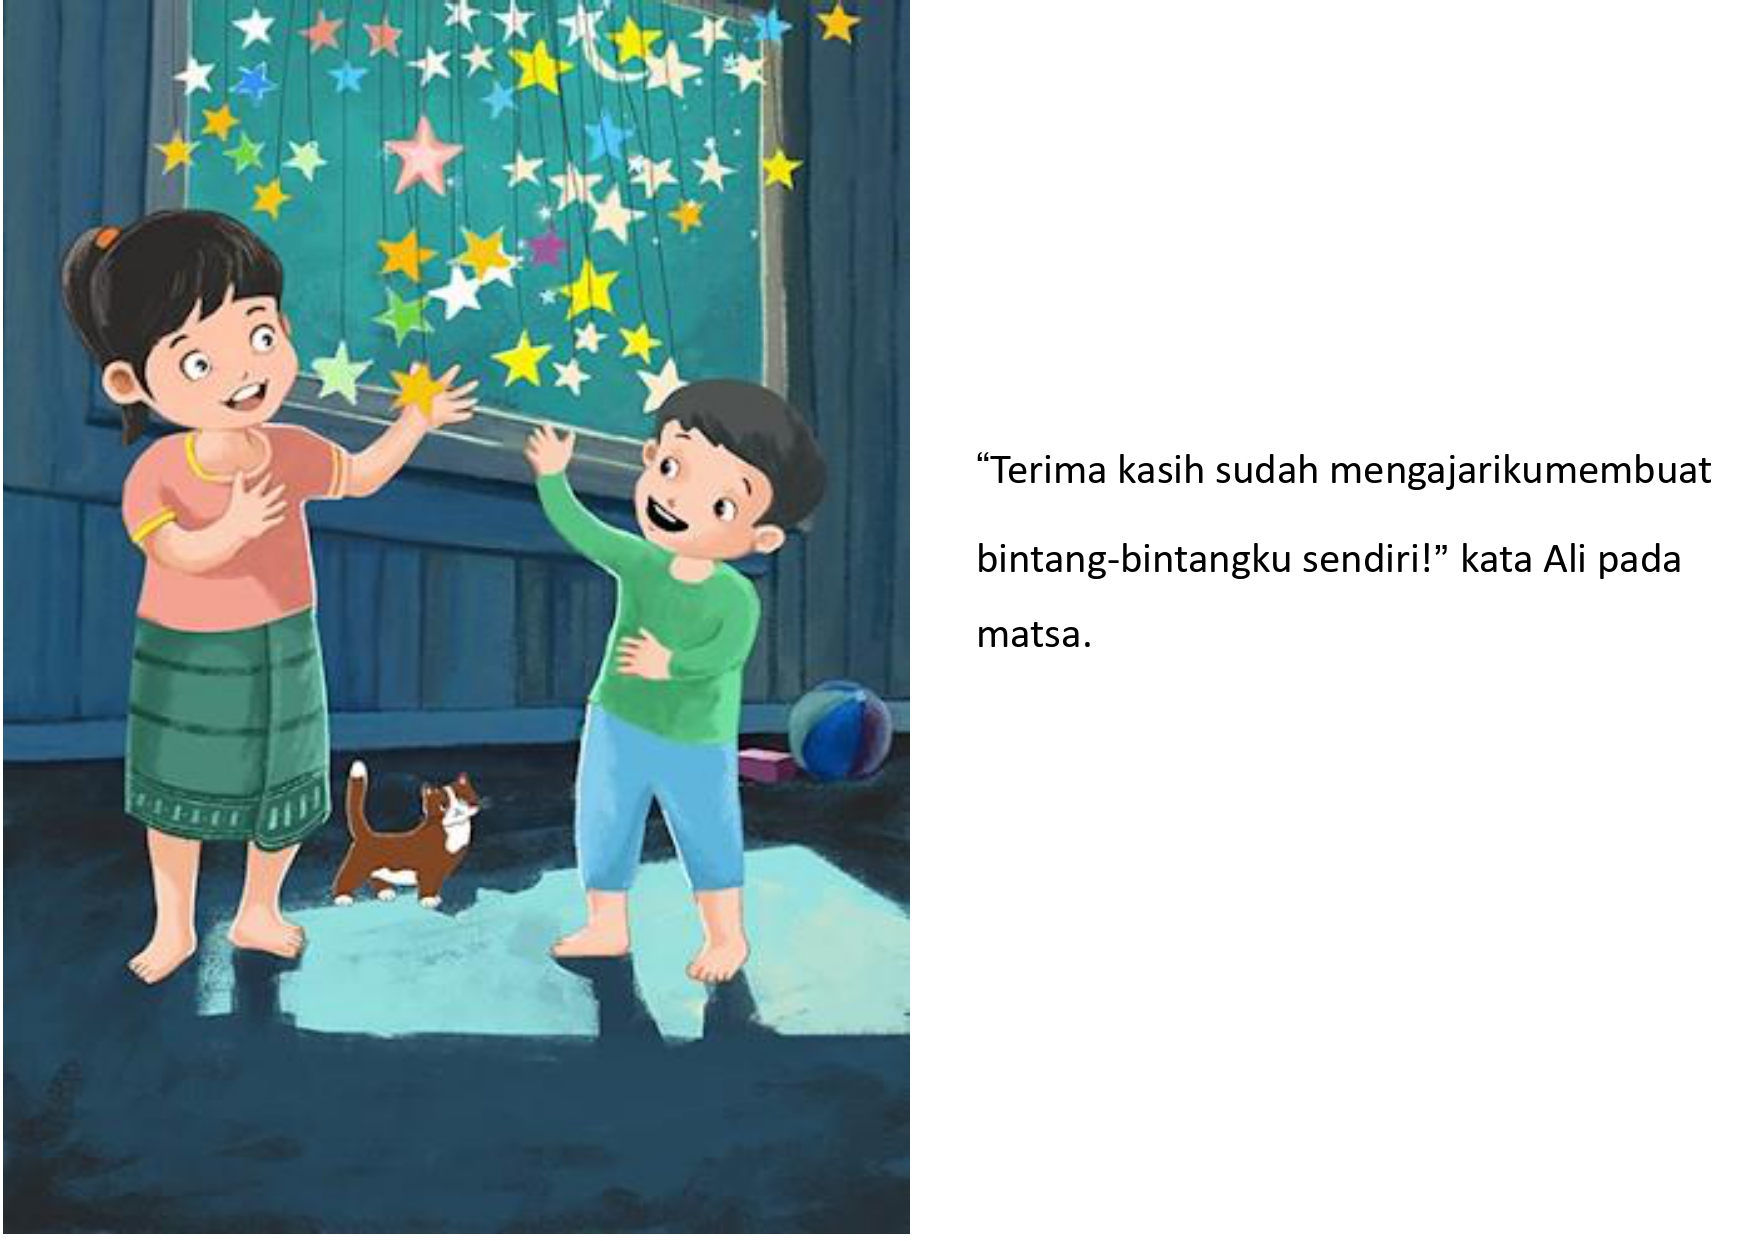 “Terima kasih sudah mengajarikumembuat
bintang-bintangku sendiri!” kata Ali pada
matsa.